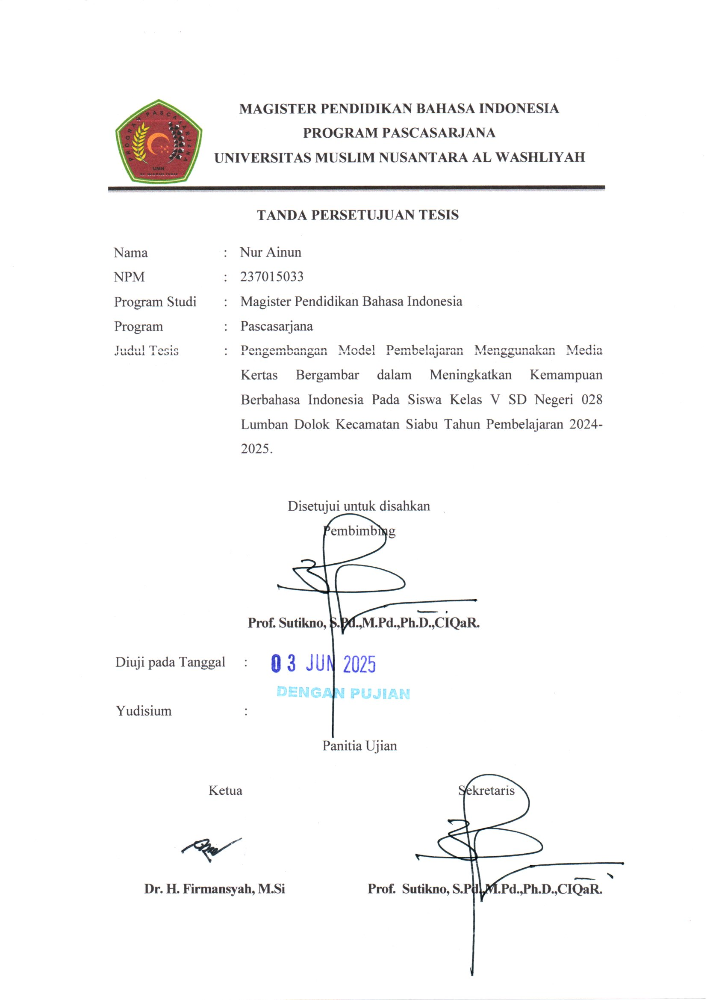 PROGRAM PASCASARJANA
UMN
AL WASHLIYAH
MAGISTER PENDIDIKAN BAHASA INDONESIA
PROGRAM PASCASARJANA
UNIVERSITAS MUSLIM NUSANTARA AL WASHLIYAH
TANDA PERSETUJUAN TESIS
Nama : Nur Ainun
NPM : 237015033
Program Studi : Magister Pendidikan Bahasa Indonesia
Program : Pascasarjana
Judul Tesis : Pengembangan Model Pembelajaran Menggunakan Media
Kertas Bergambar dalam Meningkatkan Kemampuan
Berbahasa Indonesia Pada Siswa Kelas V SD Negeri 028
Lumban Dolok Kecamatan Siabu Tahun Pembelajaran 2024-
2025.
Disetujui untuk disahkan
Pembimbing
Prof. Sutikno, S.Pd.,M.Pd.,Ph.D.,CIQaR.
Diuji pada Tanggal : 03 JUN 2025
DENGAN PUJIAN
Yudisium :
Panitia Ujian
Ketua Sekretaris
Dr. H. Firmansyah, M.Si Prof. Sutikno, S.Pd.,M.Pd.,Ph.D.,CIQaR.